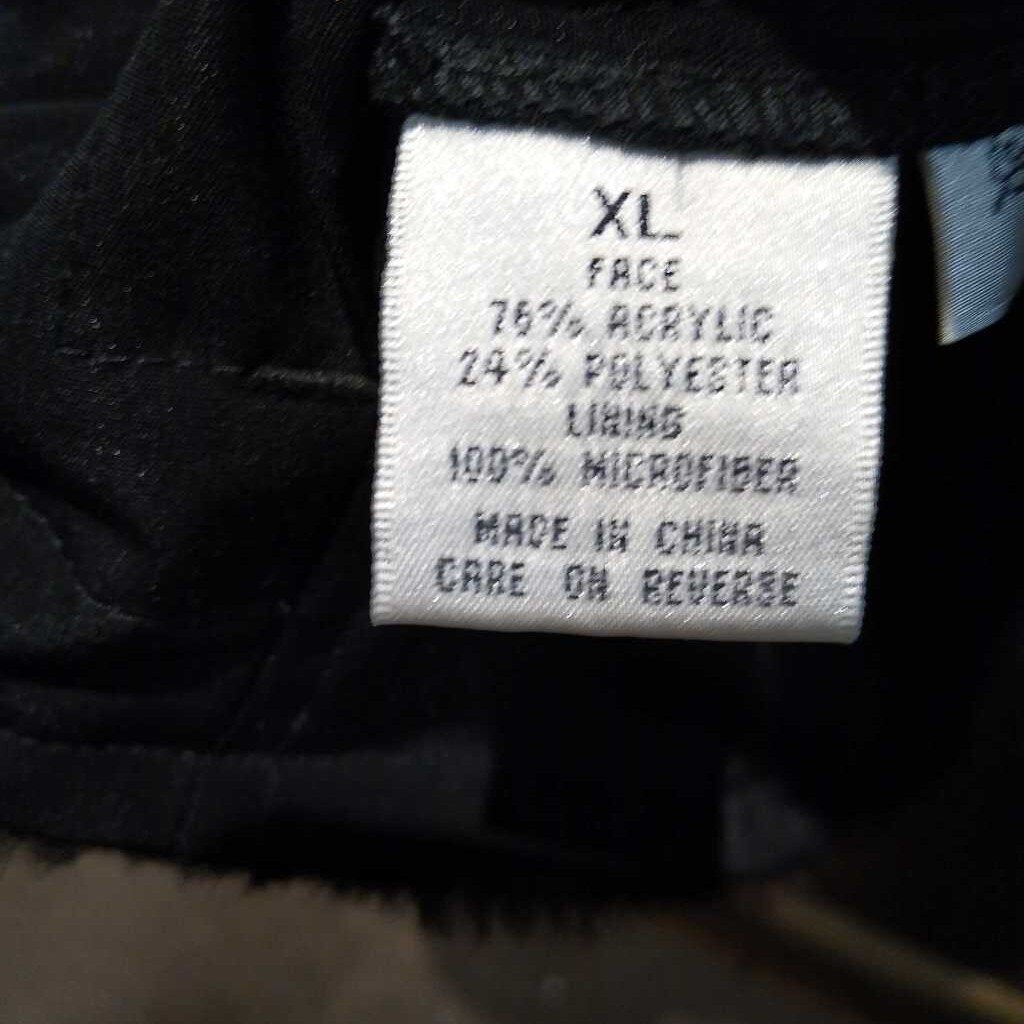 XL
FACE
76% ACRYLIC
24% POLYESTER
LINING
100% MICROFIBER
MADE IN CHINA
CARE ON REVERSE